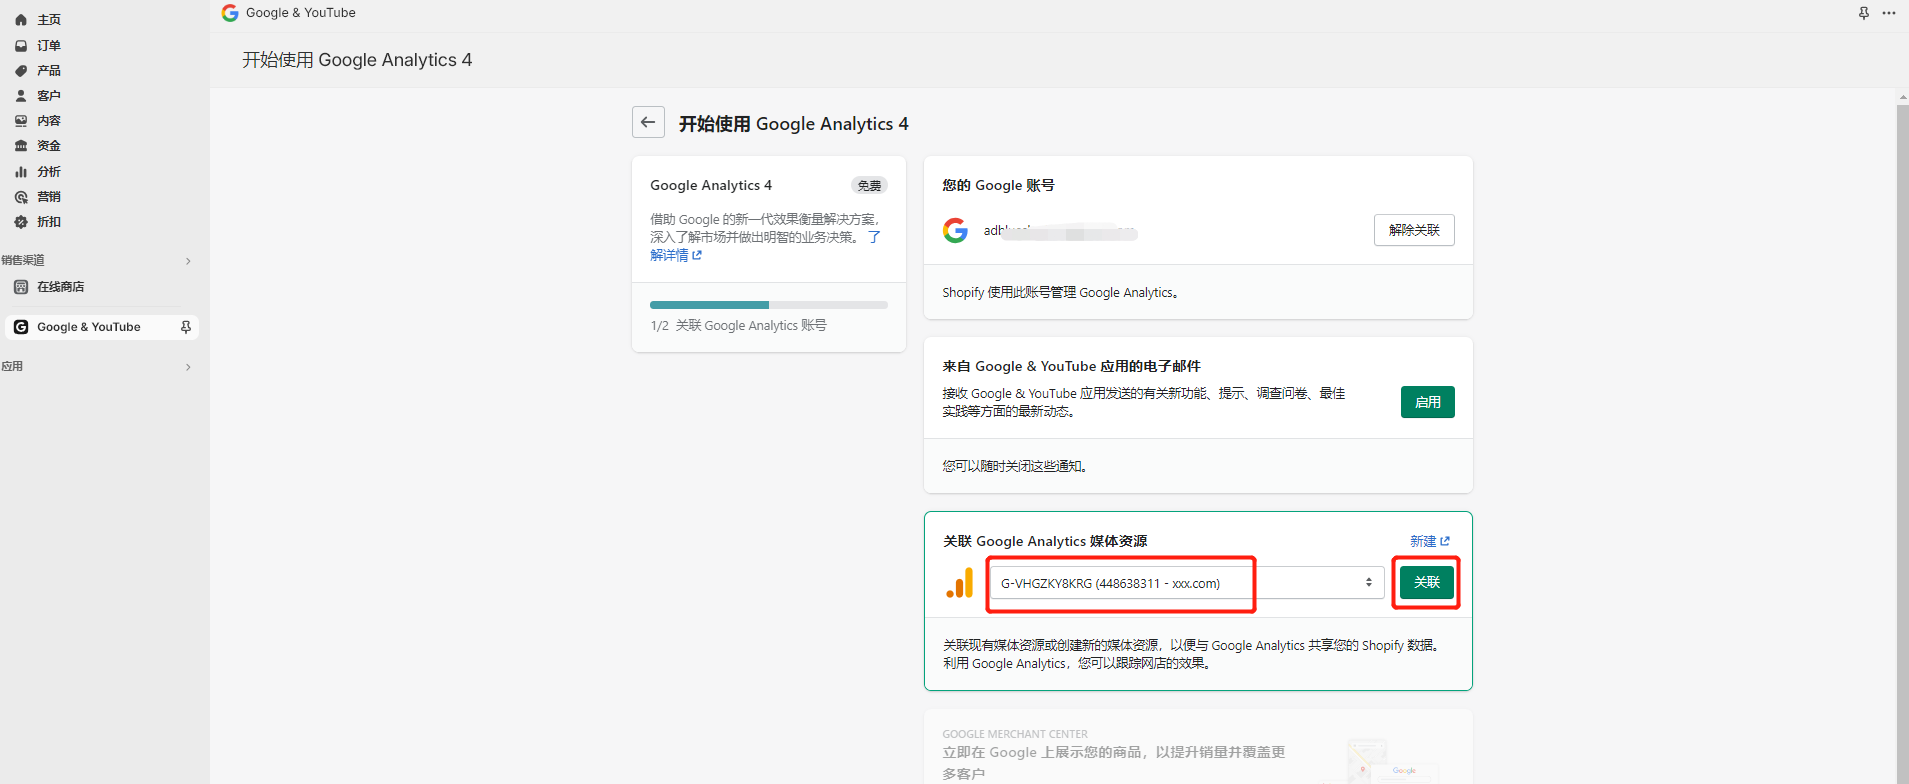 主页
订单
产品
客户
内容
资金
分析
营销
折扣
销售渠道
在线商店
Google & YouTube
应用
Google & YouTube
开始使用 Google Analytics 4
开始使用 Google Analytics 4
Google Analytics 4
免费
借助 Google 的新一代效果衡量解决方案，
深入了解市场并做出明智的业务决策。 了
解详情
1/2 关联 Google Analytics 账号
您的 Google 账号
解除关联
Shopify 使用此账号管理 Google Analytics。
来自 Google & YouTube 应用的电子邮件
接收 Google & YouTube 应用发送的有关新功能、提示、调查问卷、最佳
实践等方面的最新动态。
启用
您可以随时关闭这些通知。
关联 Google Analytics 媒体资源
新建
G-VHGZKY8KRG (448638311 - xxx.com)
关联
关联现有媒体资源或创建新的媒体资源，以便与 Google Analytics 共享您的 Shopify 数据。
利用 Google Analytics，您可以跟踪网店的效果。
GOOGLE MERCHANT CENTER
立即在 Google 上展示您的商品，以提升销量并覆盖更
多客户
Google